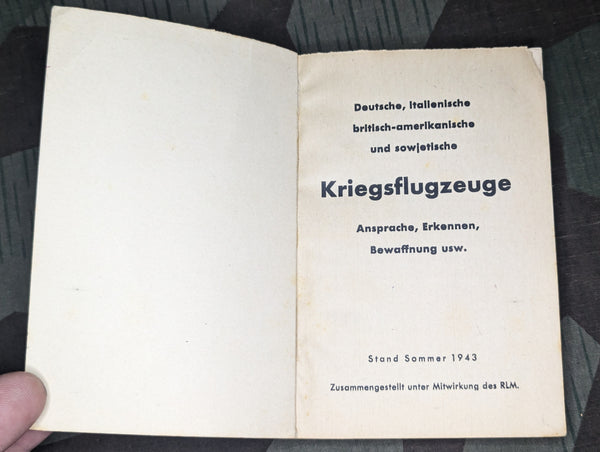 Deutsche, italienische
britisch-amerikanische
und sowjetische
Kriegsflugzeuge
Ansprache, Erkennen,
Bewaffnung usw.
Stand Sommer 1943
Zusammengestellt unter Mitwirkung des RLM.